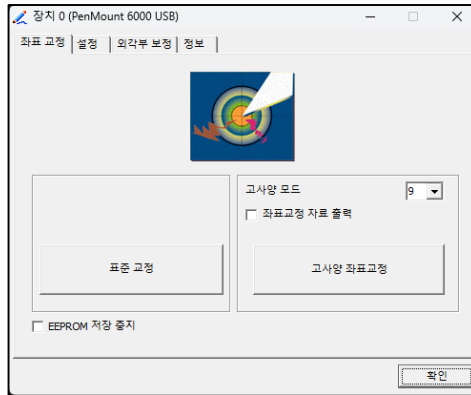 장치 0 (PenMount 6000 USB)
좌표 교정 설정 외곽부 보정 정보
고사양 모드 9
좌표교정 자료 출력
표준 교정 고사양 좌표교정
EEPROM 저장 중지
확인